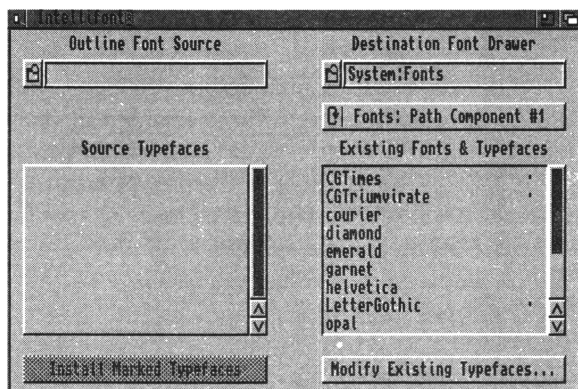 Intellifont®
Outline Font Source
Destination Font Drawer
System:Fonts
Fonts: Path Component #1
Source Typefaces
Existing Fonts & Typefaces
CGTimes
CGTriumvirate
courier
diamond
emerald
garnet
helvetica
LetterGothic
opal
Install Marked Typefaces
Modify Existing Typefaces...